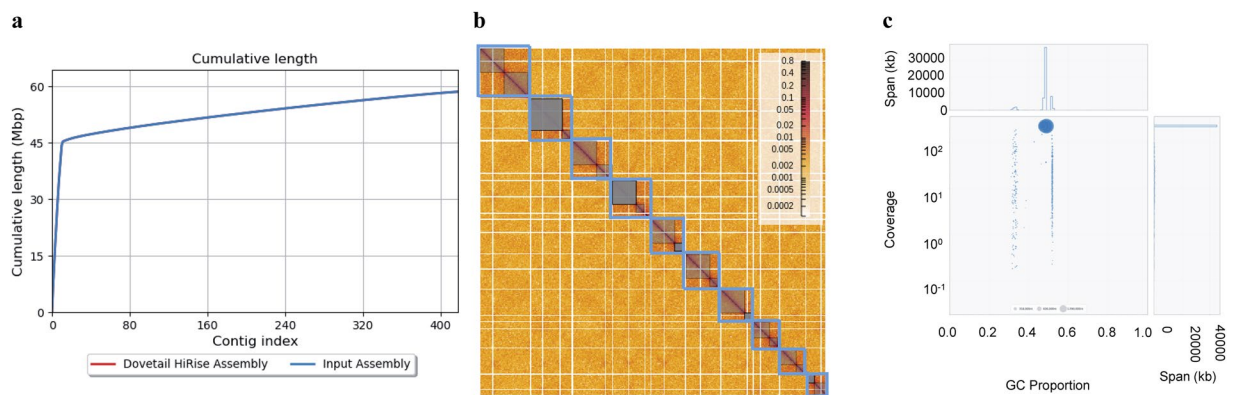 a
Cumulative length
Cumulative length (Mbp)
60
45
30
15
0
0 80 160 240 320 400
Contig index
Dovetail HiRise Assembly Input Assembly
b
0.8
0.4
0.2
0.1
0.05
0.02
0.01
0.005
0.002
0.001
0.0005
0.0002
c
Span (kb)
30000
20000
10000
0
Coverage
10²
10¹
10⁰
10⁻¹
0.0 0.2 0.4 0.6 0.8 1.0
GC Proportion
0
20000
40000
Span (kb)